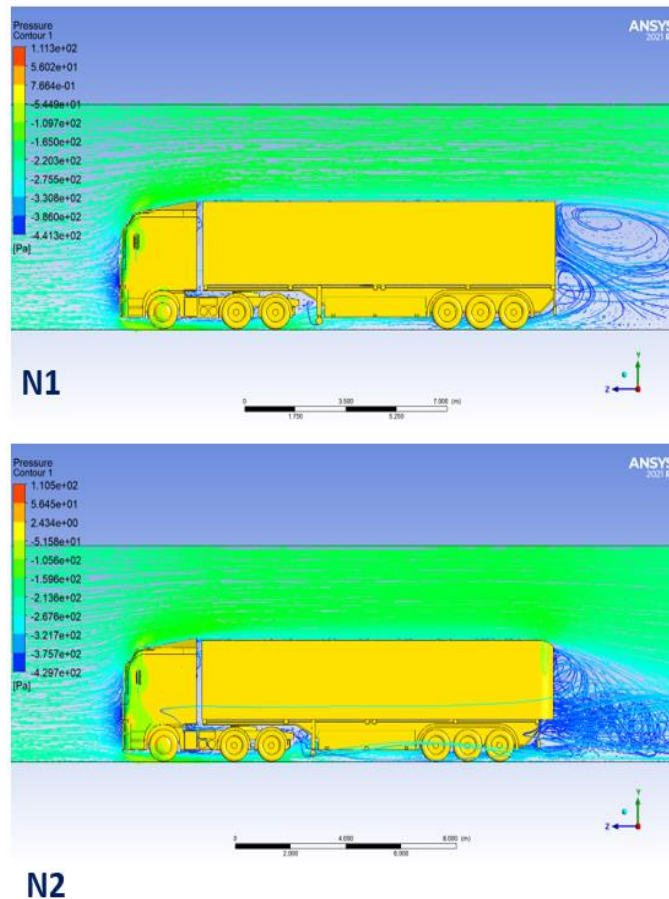 Pressure
Contour 1
1.113e+02
5.602e+01
7.664e-01
-5.449e+01
-1.097e+02
-1.650e+02
-2.203e+02
-2.755e+02
-3.308e+02
-3.860e+02
-4.413e+02
[Pa]
ANSYS
2021 R
Y
Z
N1
0 3.500 7.000 (m)
1.750 5.250
Pressure
Contour 1
1.105e+02
5.645e+01
2.434e+00
-5.158e+01
-1.056e+02
-1.596e+02
-2.136e+02
-2.676e+02
-3.217e+02
-3.757e+02
-4.297e+02
[Pa]
ANSYS
2021 R
Y
Z
0 4.000 8.000 (m)
2.000 6.000
N2